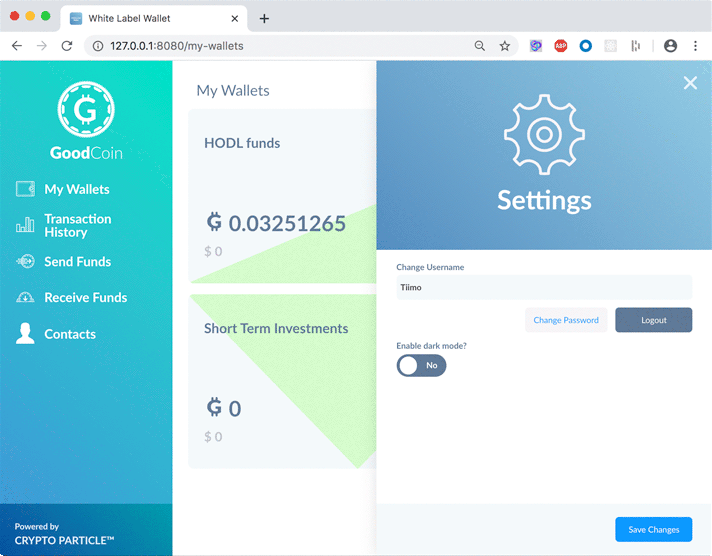 White Label Wallet
127.0.0.1:8080/my-wallets
ABP
GoodCoin
My Wallets
Transaction
History
Send Funds
Receive Funds
Contacts
Powered by
CRYPTO PARTICLE™
My Wallets
HODL funds
0.03251265
$ 0
Short Term Investments
0
$ 0
Settings
Change Username
Tiimo
Change Password
Logout
Enable dark mode?
No
Save Changes